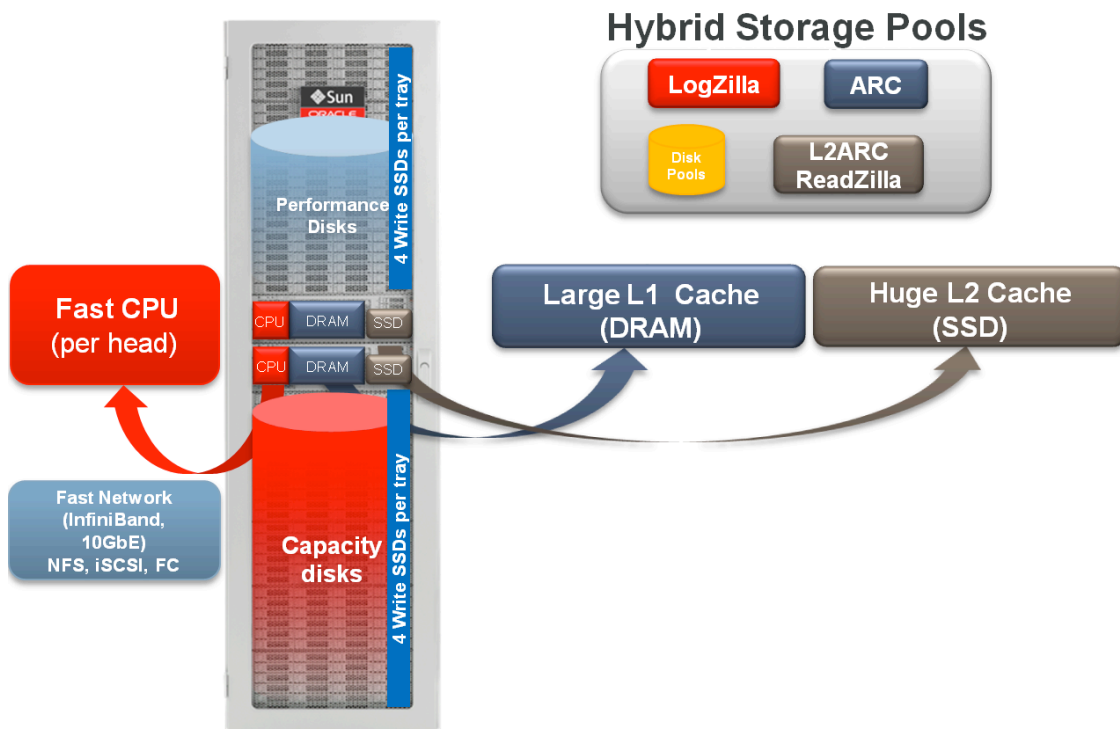 Hybrid Storage Pools
LogZilla
ARC
Disk
Pools
L2ARC
ReadZilla
Sun
ORACLE
4 Write SSDs per tray
Performance
Disks
Fast CPU
(per head)
Large L1 Cache
(DRAM)
Huge L2 Cache
(SSD)
CPU
DRAM
SSD
CPU
DRAM
SSD
Fast Network
(InfiniBand,
10GbE)
NFS, iSCSI, FC
Capacity
disks
4 Write SSDs per tray